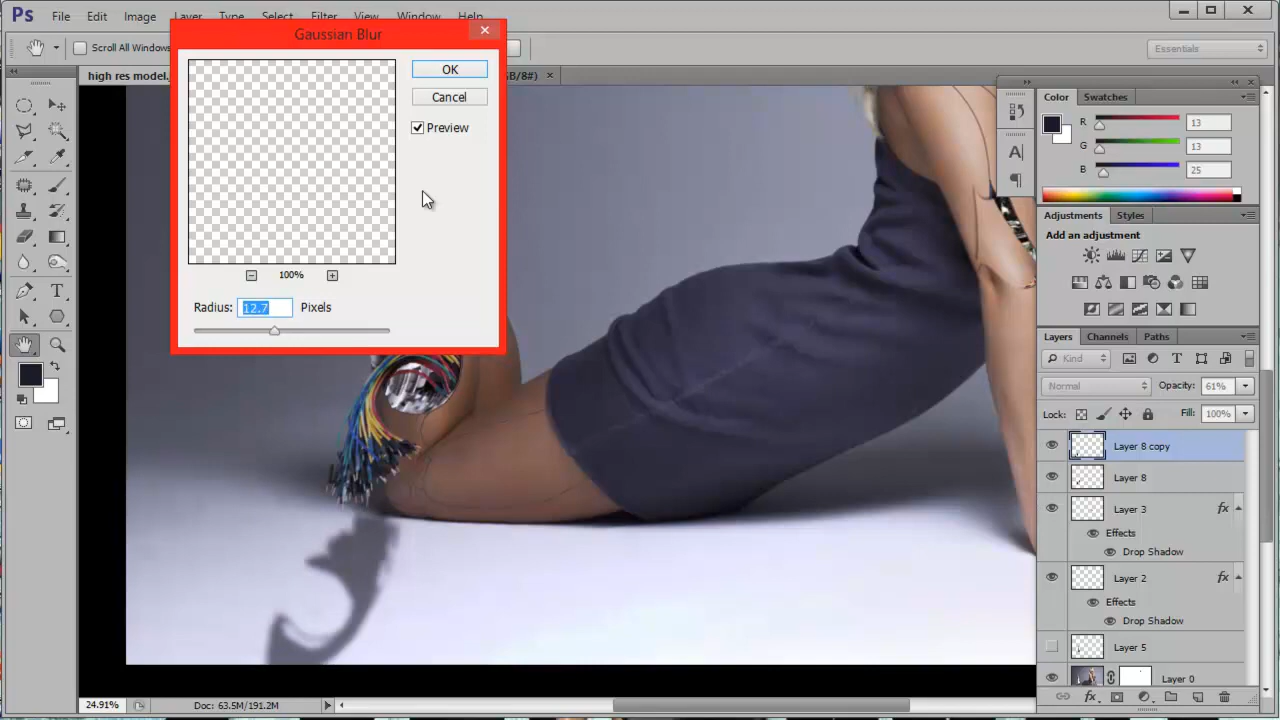 Ps File Edit Image Layer Type Select Filter View Window Help
Gaussian Blur
Scroll All Windows
Essentials
high res model.
GB/8#)
OK
Cancel
Preview
100%
Radius: 12.7 Pixels
Color Swatches
R 13
G 13
B 25
Adjustments Styles
Add an adjustment
Layers Channels Paths
Kind
Normal Opacity: 61%
Lock: Fill: 100%
Layer 8 copy
Layer 8
Layer 3 fx
Effects
Drop Shadow
Layer 2 fx
Effects
Drop Shadow
Layer 5
Layer 0
24.91% Doc: 63.5M/191.2M
fx